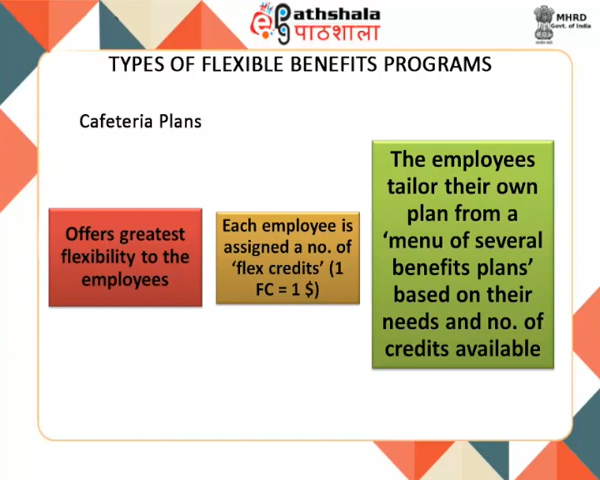 Pathshala
पाठशाला
MHRD
Govt. of India
TYPES OF FLEXIBLE BENEFITS PROGRAMS
Cafeteria Plans
Offers greatest
flexibility to the
employees
Each employee is
assigned a no. of
‘flex credits’ (1
FC = 1 $)
The employees
tailor their own
plan from a
‘menu of several
benefits plans’
based on their
needs and no. of
credits available